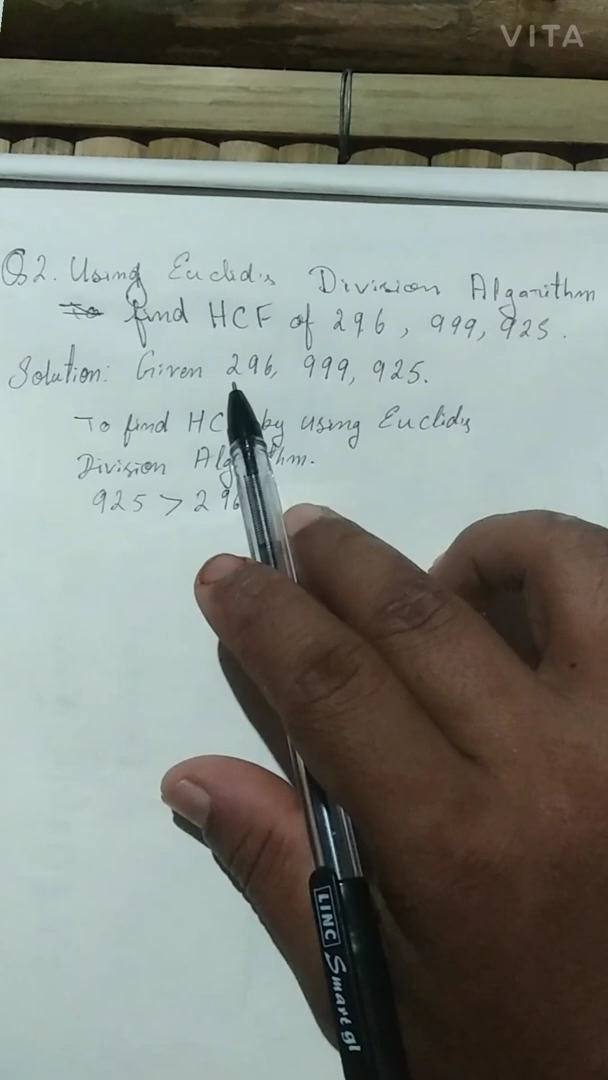 VITA
Q2. Using Euclid's Division Algorithm
find HCF of 296, 999, 925.
Solution: Given 296, 999, 925.
To find HC by using Euclid's
Division Alg thm.
925 > 296
LINC Smart gl